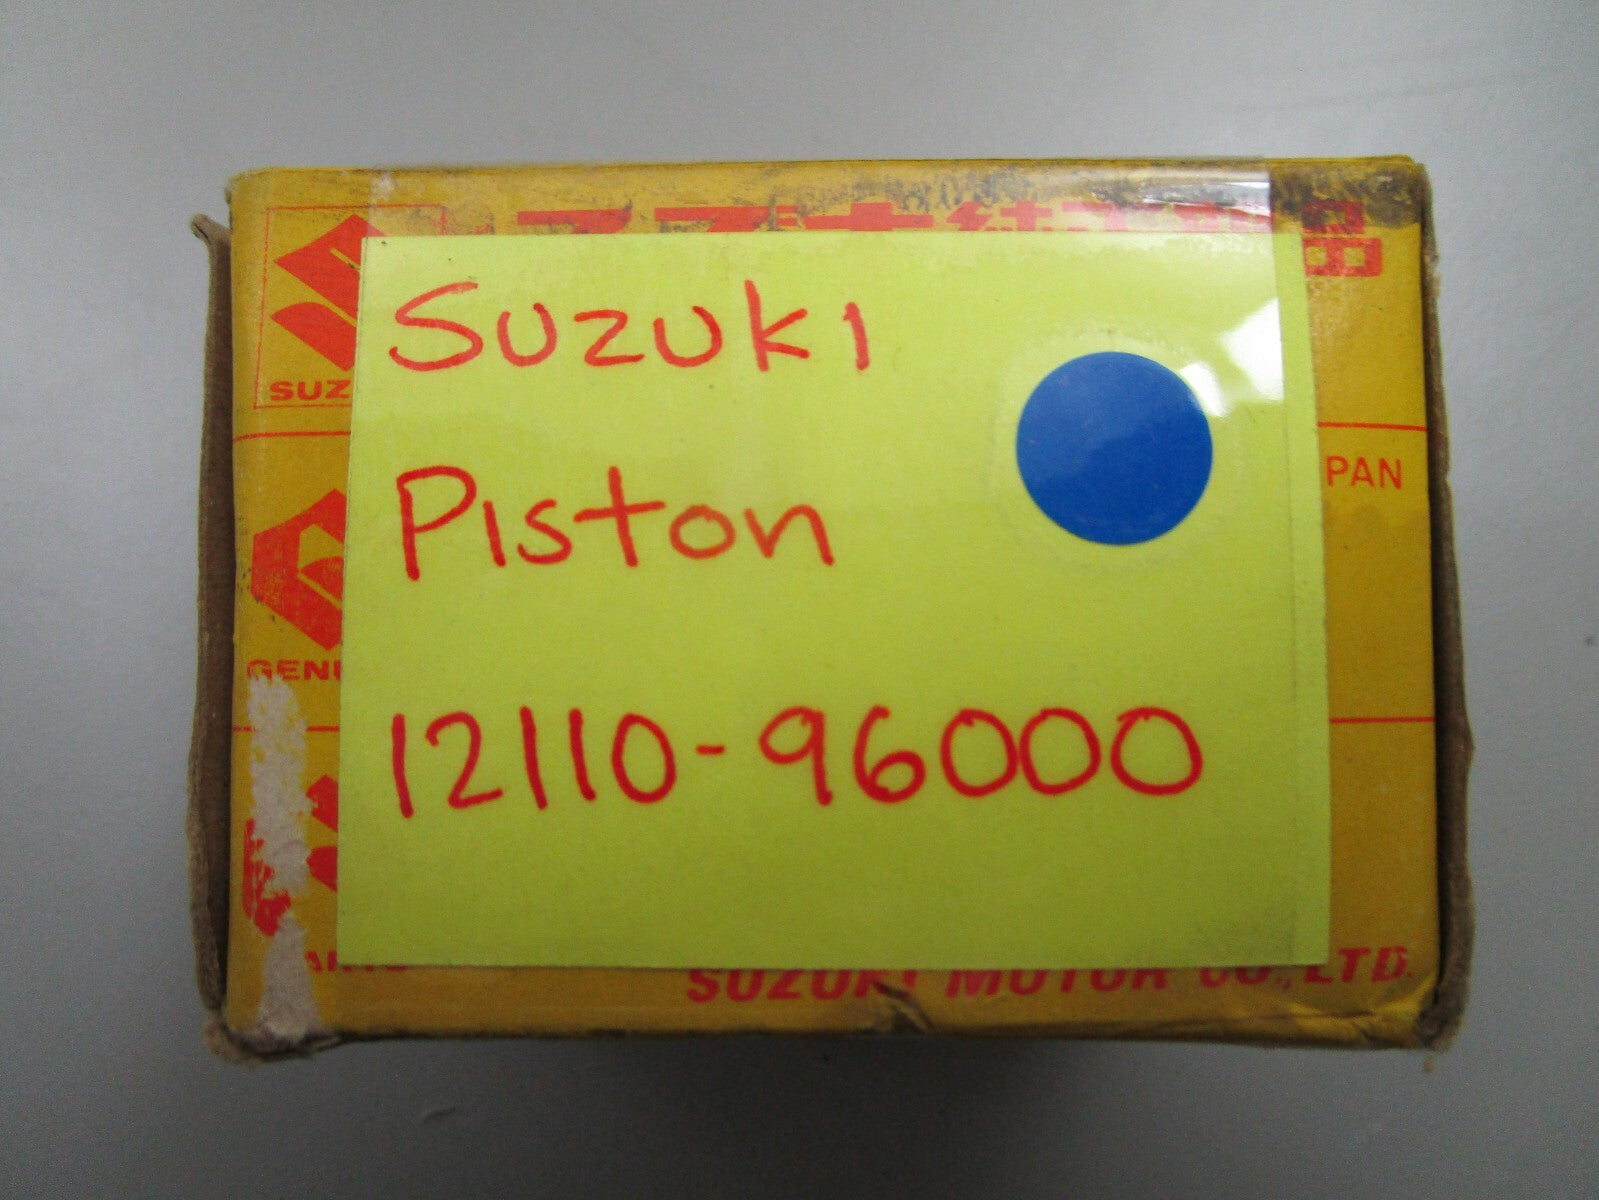 SUZ
Suzuki
PAN
Piston
GENU
12110-96000
SUZUKI MOTOR CO., LTD.